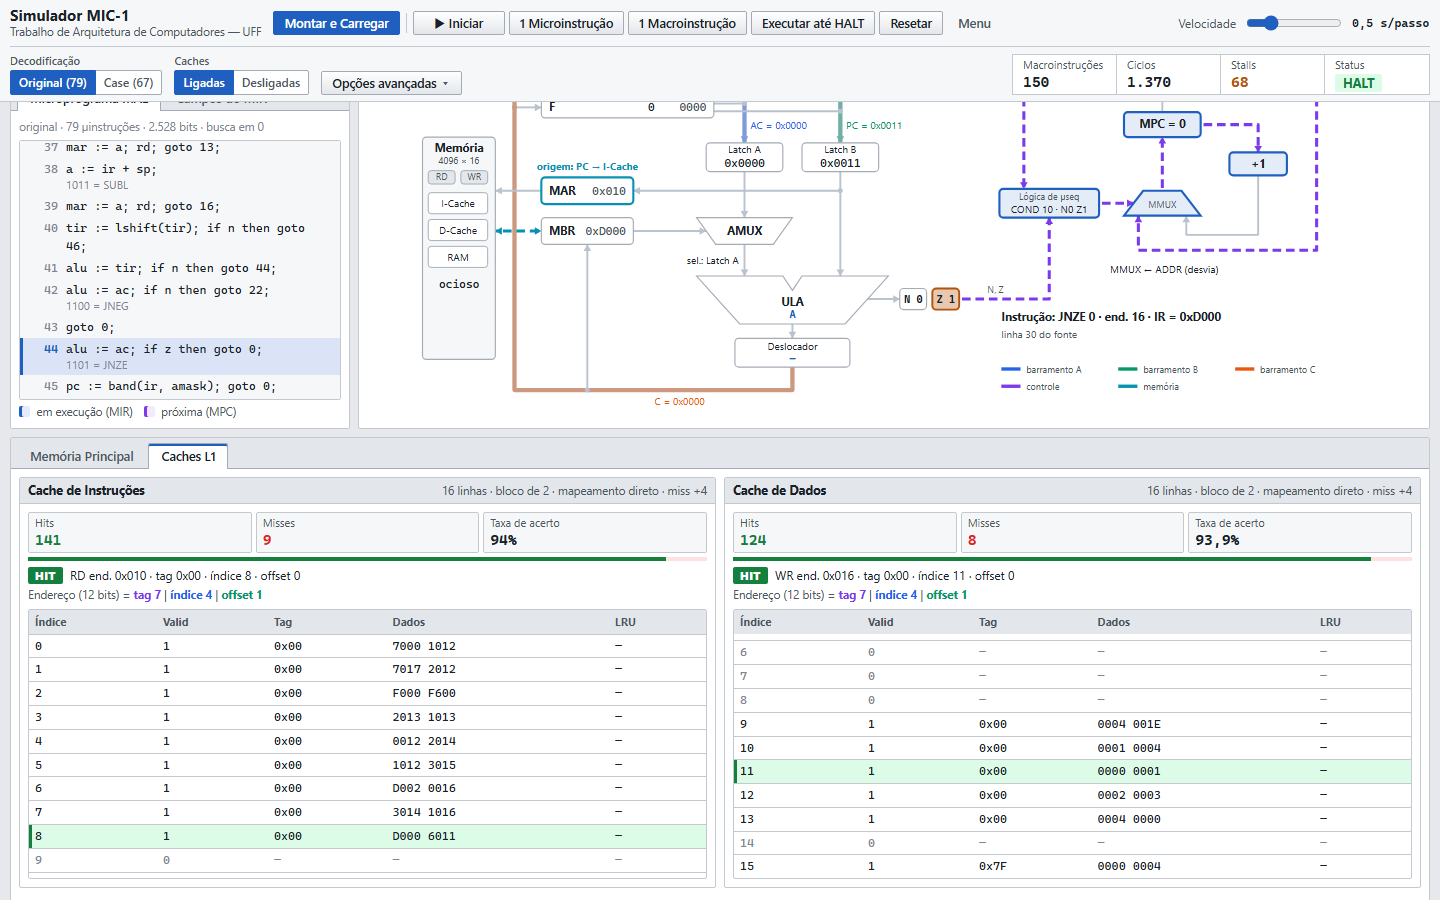 Simulador MIC-1
Trabalho de Arquitetura de Computadores — UFF
Montar e Carregar
▶ Iniciar
1 Microinstrução
1 Macroinstrução
Executar até HALT
Resetar
Menu
Velocidade
0,5 s/passo
Decodificação
Original (79)
Case (67)
Caches
Ligadas
Desligadas
Opções avançadas
Macroinstruções
150
Ciclos
1.370
Stalls
68
Status
HALT
original · 79 µinstruções · 2.528 bits · busca em 0
37 mar := a; rd; goto 13;
38 a := ir + sp;
1011 = SUBL
39 mar := a; rd; goto 16;
40 tir := lshift(tir); if n then goto
46;
41 alu := tir; if n then goto 44;
42 alu := ac; if n then goto 22;
1100 = JNEG
43 goto 0;
44 alu := ac; if z then goto 0;
1101 = JNZE
45 pc := band(ir, amask); goto 0;
em execução (MIR)
próxima (MPC)
F 0 0000
AC = 0x0000
PC = 0x0011
Latch A
0x0000
Latch B
0x0011
Memória
4096 × 16
RD WR
I-Cache
D-Cache
RAM
ocioso
origem: PC → I-Cache
MAR 0x010
MBR 0xD000
AMUX
sel.: Latch A
ULA
A
N 0
Z 1
N, Z
Deslocador
–
C = 0x0000
MPC = 0
+1
Lógica de µseq
COND 10 · N0 Z1
MMUX
MMUX ← ADDR (desvia)
Instrução: JNZE 0 · end. 16 · IR = 0xD000
linha 30 do fonte
barramento A
barramento B
barramento C
controle
memória
Memória Principal
Caches L1
Cache de Instruções
16 linhas · bloco de 2 · mapeamento direto · miss +4
Hits
141
Misses
9
Taxa de acerto
94%
HIT RD end. 0x010 · tag 0x00 · índice 8 · offset 0
Endereço (12 bits) = tag 7 | índice 4 | offset 1
Índice Valid Tag Dados LRU
0 1 0x00 7000 1012 —
1 1 0x00 7017 2012 —
2 1 0x00 F000 F600 —
3 1 0x00 2013 1013 —
4 1 0x00 0012 2014 —
5 1 0x00 1012 3015 —
6 1 0x00 D002 0016 —
7 1 0x00 3014 1016 —
8 1 0x00 D000 6011 —
9 0 — — —
Cache de Dados
16 linhas · bloco de 2 · mapeamento direto · miss +4
Hits
124
Misses
8
Taxa de acerto
93,9%
HIT WR end. 0x016 · tag 0x00 · índice 11 · offset 0
Endereço (12 bits) = tag 7 | índice 4 | offset 1
Índice Valid Tag Dados LRU
6 0 — — —
7 0 — — —
8 0 — — —
9 1 0x00 0004 001E —
10 1 0x00 0001 0004 —
11 1 0x00 0000 0001 —
12 1 0x00 0002 0003 —
13 1 0x00 0004 0000 —
14 0 — — —
15 1 0x7F 0000 0004 —